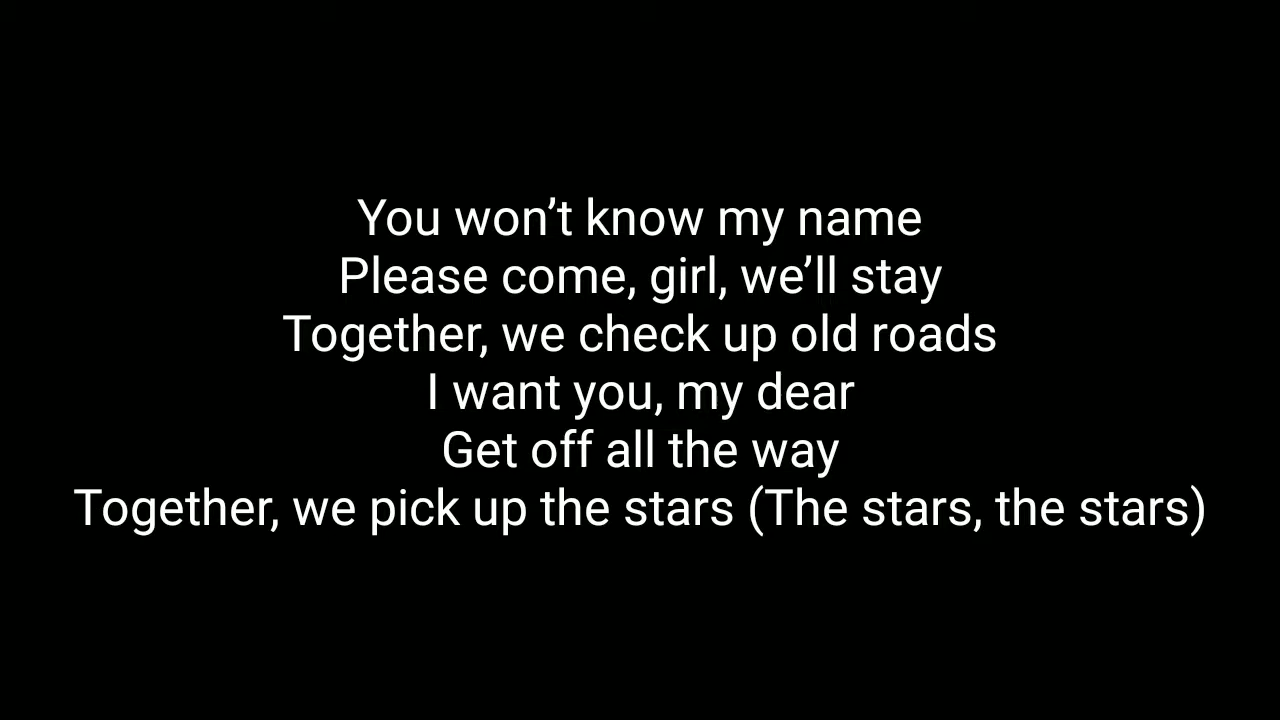 You won’t know my name
Please come, girl, we’ll stay
Together, we check up old roads
I want you, my dear
Get off all the way
Together, we pick up the stars (The stars, the stars)